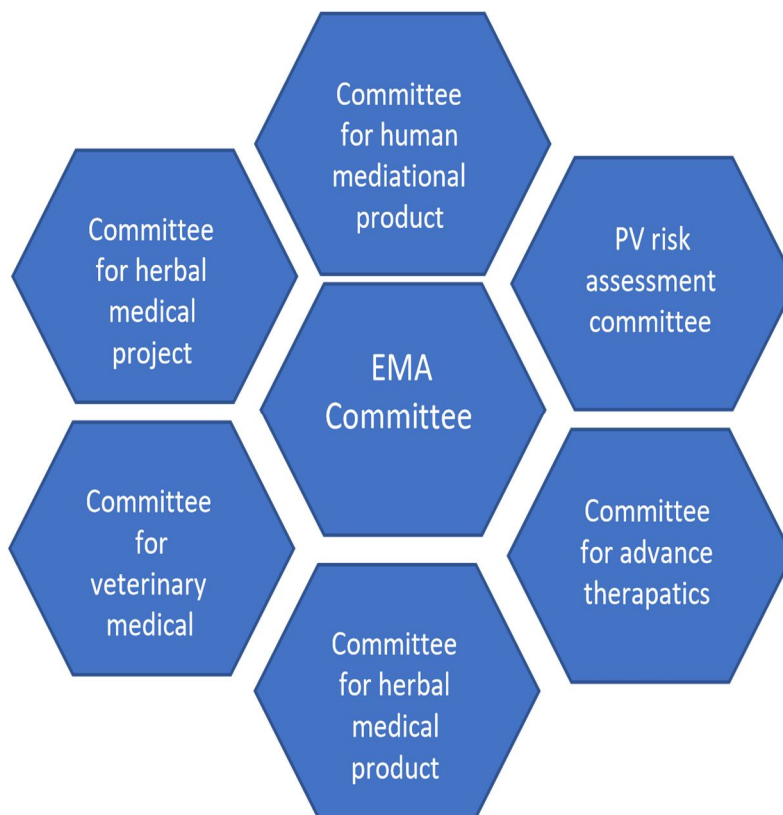 Committee
for human
mediational
product
Committee
for herbal
medical
project
PV risk
assessment
committee
EMA
Committee
Committee
for
veterinary
medical
Committee
for advance
therapatics
Committee
for herbal
medical
product